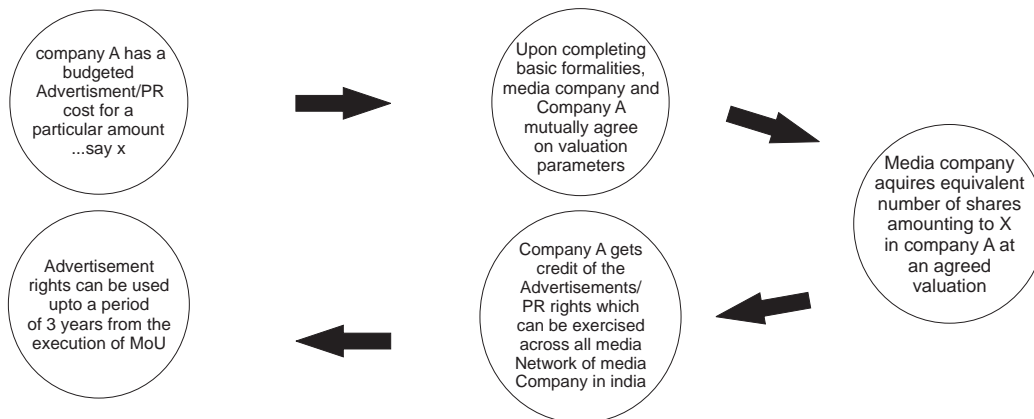 company A has a
budgeted
Advertisment/PR
cost for a
particular amount
...say x
Upon completing
basic formalities,
media company and
Company A
mutually agree
on valuation
parameters
Media company
aquires equivalent
number of shares
amounting to X
in company A at
an agreed
valuation
Company A gets
credit of the
Advertisements/
PR rights which
can be exercised
across all media
Network of media
Company in india
Advertisement
rights can be used
upto a period
of 3 years from the
execution of MoU